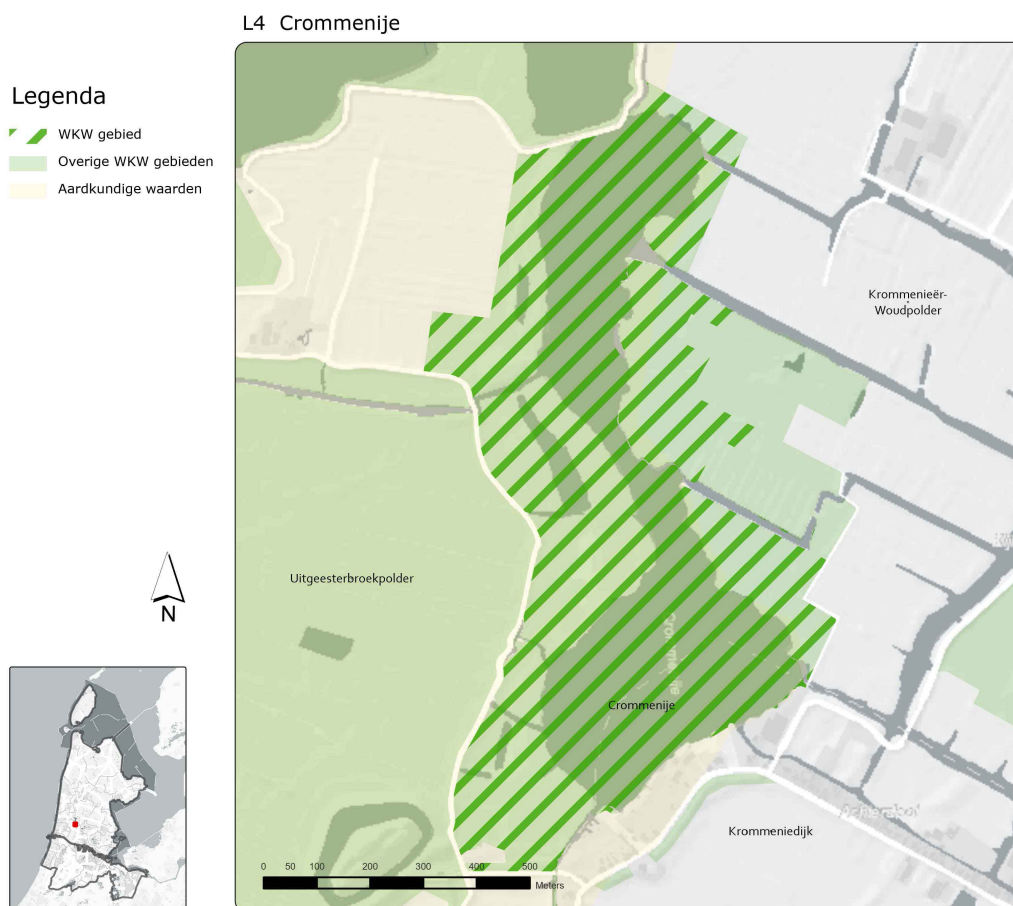 L4 Crommenije
Legenda
WKW gebied
Overige WKW gebieden
Aardkundige waarden
Krommenieër-
Woudpolder
Uitgeesterbroekpolder
N
Crommenije
Krommeniedijk
0 50 100 200 300 400 500
Meters